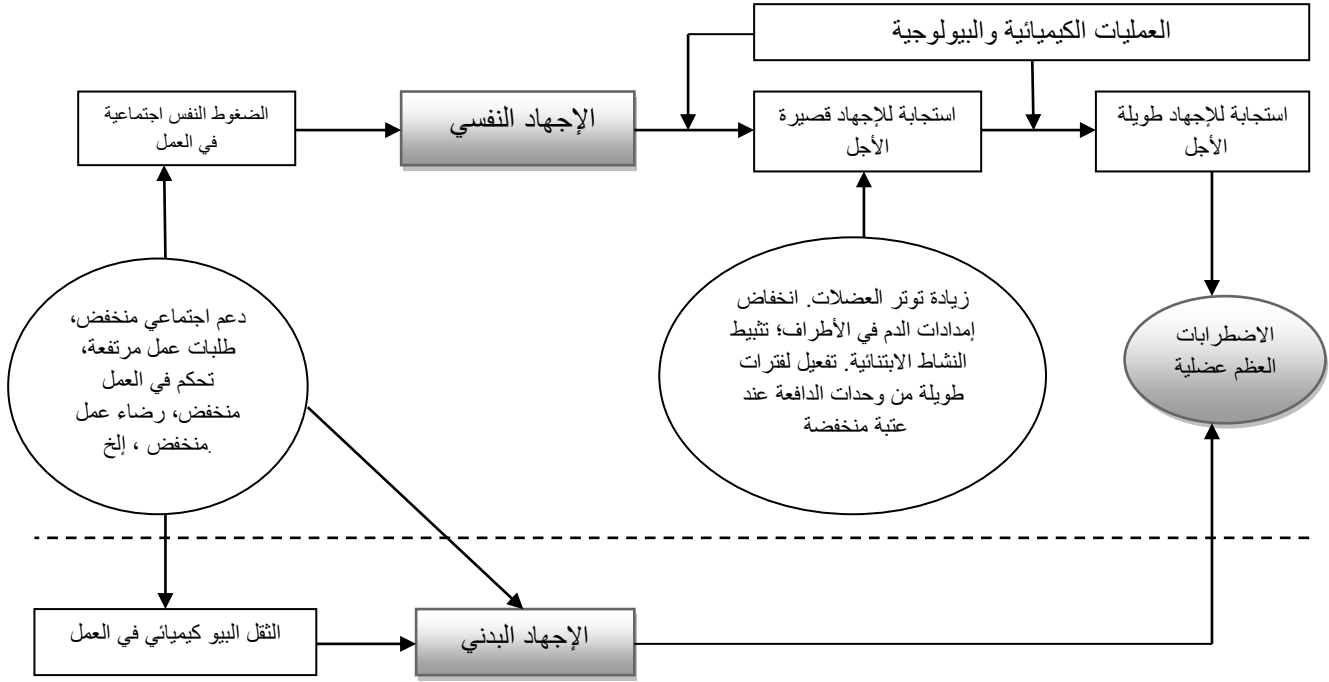 العمليات الكيميائية والبيولوجية
الضغوط النفس اجتماعية
في العمل
الإجهاد النفسي
استجابة للإجهاد قصيرة
الأجل
استجابة للإجهاد طويلة
الأجل
دعم اجتماعي منخفض،
طلبات عمل مرتفعة،
تحكم في العمل
منخفض، رضاء عمل
منخفض ، إلخ.
زيادة توتر العضلات. انخفاض
إمدادات الدم في الأطراف؛ تثبيط
النشاط الابتنائية. تفعيل لفترات
طويلة من وحدات الدافعة عند
عتبة منخفضة
الاضطرابات
العظم عضلية
الثقل البيو كيميائي في العمل
الإجهاد البدني